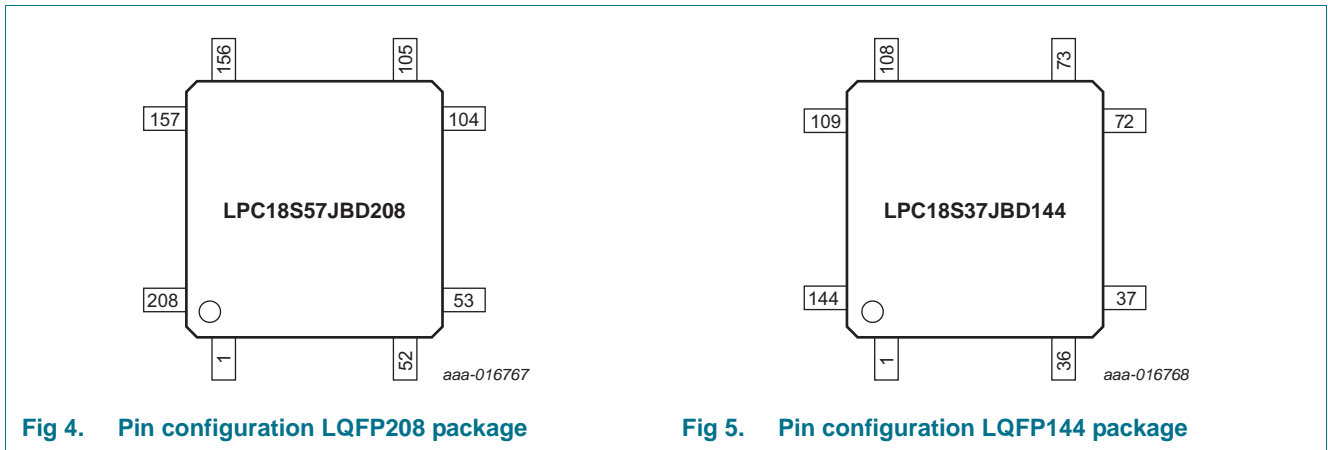 156
105
157
104
LPC18S57JBD208
208
53
1
52
aaa-016767
Fig 4. Pin configuration LQFP208 package
108
73
109
72
LPC18S37JBD144
144
37
1
36
aaa-016768
Fig 5. Pin configuration LQFP144 package